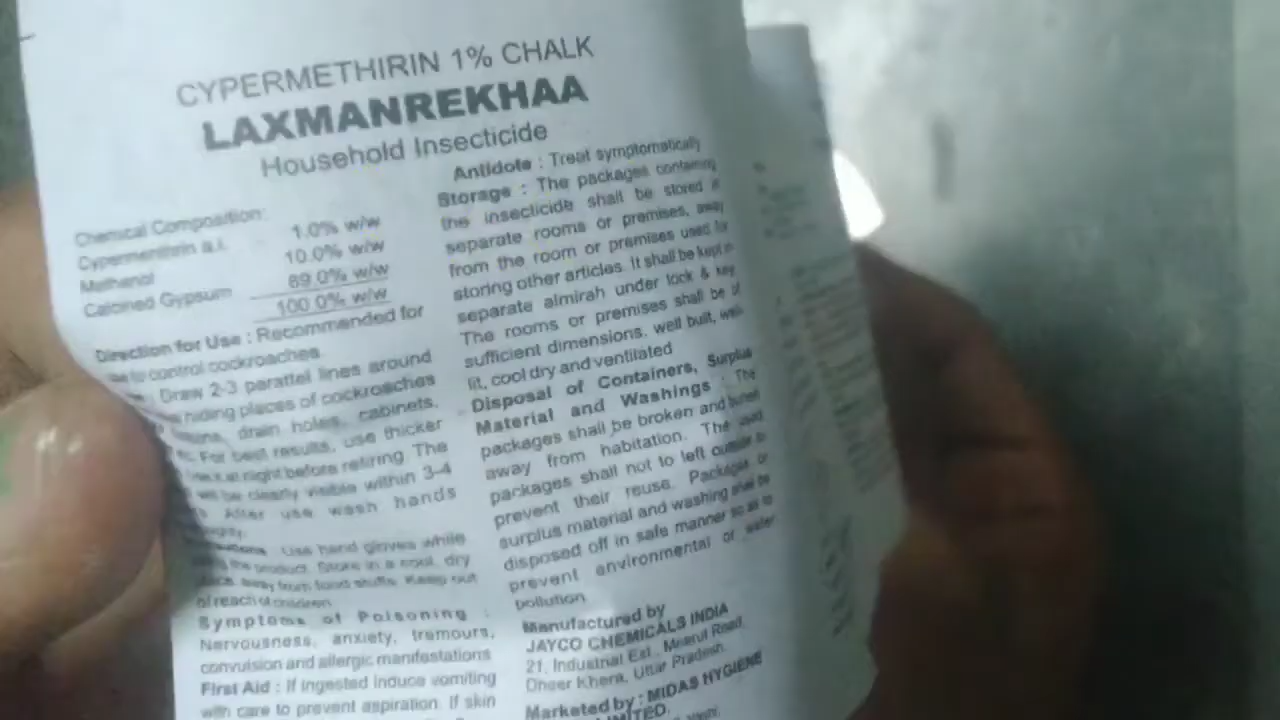 CYPERMETHIRIN 1% CHALK
LAXMANREKHAA
Household Insecticide
Chemical Composition:
Cypermenthrin a.i. 1.0% w/w
Methanol 10.0% w/w
Calcined Gypsum 89.0% w/w
100.0% w/w
Direction for Use : Recommended for
to control cockroaches.
Draw 2-3 parattel lines around
hiding places of cockroaches
drain holes, cabinets,
For best results, use thicker
at night before retiring. The
will be clearly visible within 3-4
After use wash hands
Use hand gloves while
the product. Store in a cool, dry
away from food stuffs. Keep out
of reach of children
Symptoms of Poisoning :
Nervousness, anxiety, tremours,
convulsion and allergic manifestations
First Aid : If ingested induce vomiting
with care to prevent aspiration. If skin
Antidote : Treat symptomatically
Storage : The packages containing
the insecticide shall be stored in
separate rooms or premises, away
from the room or premises used for
storing other articles. It shall be kept in
separate almirah under lock & key
The rooms or premises shall be of
sufficient dimensions, well built, well-
lit, cool dry and ventilated
Disposal of Containers, Surplus
Material and Washings : The
packages shall be broken and buried
away from habitation. The used
packages shall not to left outside to
prevent their reuse. Packages or
surplus material and washing shall be
disposed off in safe manner so as to
prevent environmental or water
pollution
Manufactured by
JAYCO CHEMICALS INDIA
21, Industrial Est., Meerut Road,
Uttar Pradesh.
Marketed by : MIDAS HYGIENE
LIMITED.